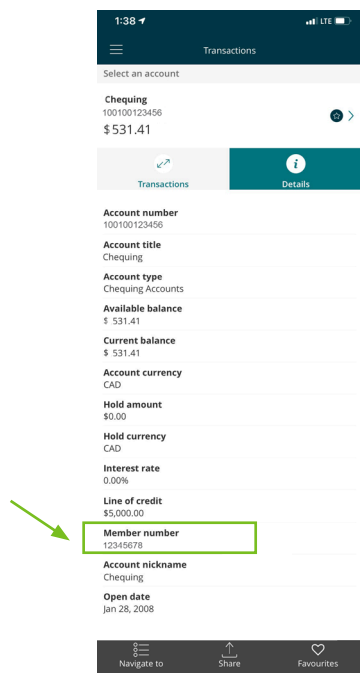 1:38
LTE
Transactions
Select an account
Chequing
100100123456
$531.41
Transactions
Details
Account number
100100123456
Account title
Chequing
Account type
Chequing Accounts
Available balance
$ 531.41
Current balance
$ 531.41
Account currency
CAD
Hold amount
$0.00
Hold currency
CAD
Interest rate
0.00%
Line of credit
$5,000.00
Member number
12345678
Account nickname
Chequing
Open date
Jan 28, 2008
Navigate to
Share
Favourites